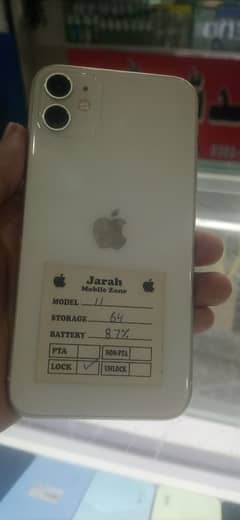 Jarah
Mobile Zone
MODEL 11
STORAGE 64
BATTERY 87%
PTA NON-PTA
LOCK ✓ UNLOCK